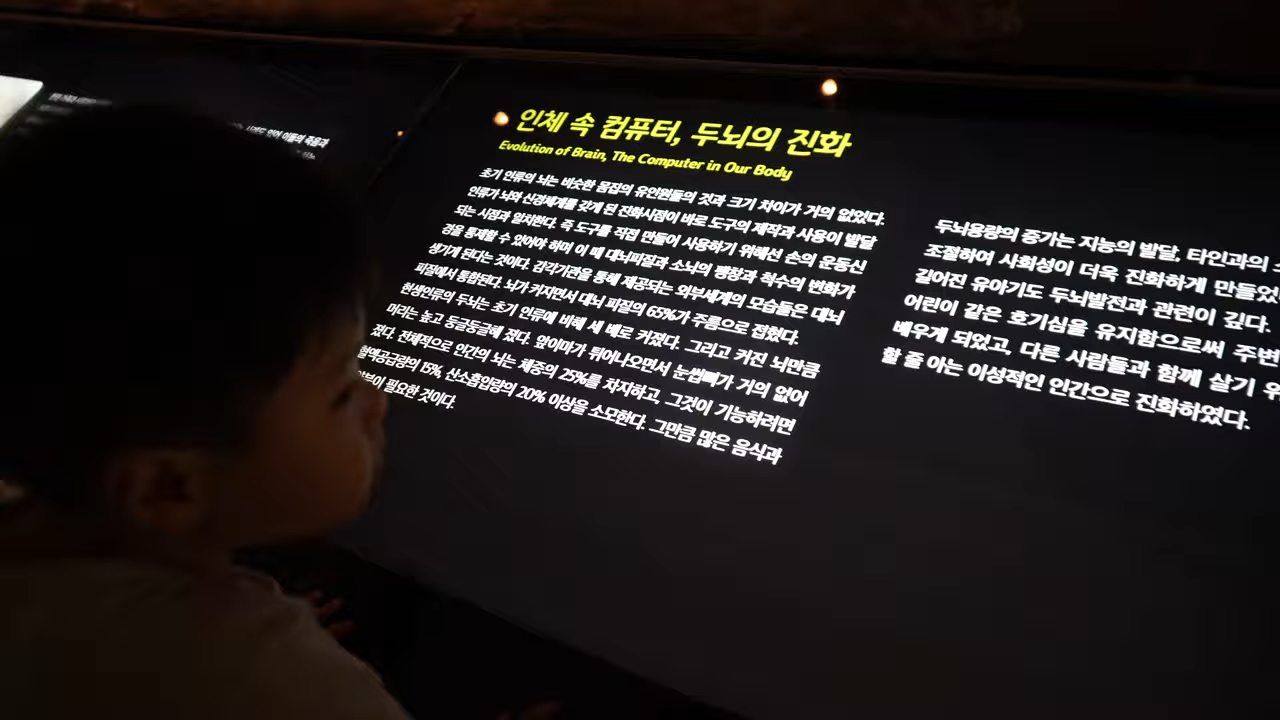 인체 속 컴퓨터, 두뇌의 진화
Evolution of Brain, The Computer in Our Body
초기 인류의 뇌는 비슷한 몸집의 유인원들의 것과 크기 차이가 거의 없었다.
인류가 뇌와 신경체계를 갖게 된 진화시점이 바로 도구의 제작과 사용이 발달
되는 시점과 일치한다. 즉 도구를 직접 만들어 사용하기 위해선 손의 운동신
경을 통제할 수 있어야 하며 이 때 대뇌피질과 소뇌의 팽창과 척수의 변화가
생기게 된다는 것이다. 감각기관을 통해 제공되는 외부세계의 모습들은 대뇌
피질에서 통합된다. 뇌가 커지면서 대뇌 피질의 65%가 주름으로 접혔다.
현생인류의 두뇌는 초기 인류에 비해 세 배로 커졌다. 그리고 커진 뇌만큼
머리는 높고 둥글둥글해 졌다. 앞이마가 튀어나오면서 눈썹뼈가 거의 없어
졌다. 전체적으로 인간의 뇌는 체중의 25%를 차지하고, 그것이 기능하려면
혈액공급량의 15%, 산소흡인량의 20% 이상을 소모한다. 그만큼 많은 음식과
필요한 것이다.
두뇌용량의 증가는 지능의 발달, 타인과의
조절하여 사회성이 더욱 진화하게 만들었
길어진 유아기도 두뇌발전과 관련이 깊다.
어린이 같은 호기심을 유지함으로써 주변
배우게 되었고, 다른 사람들과 함께 살기 위
할 줄 아는 이성적인 인간으로 진화하였다.